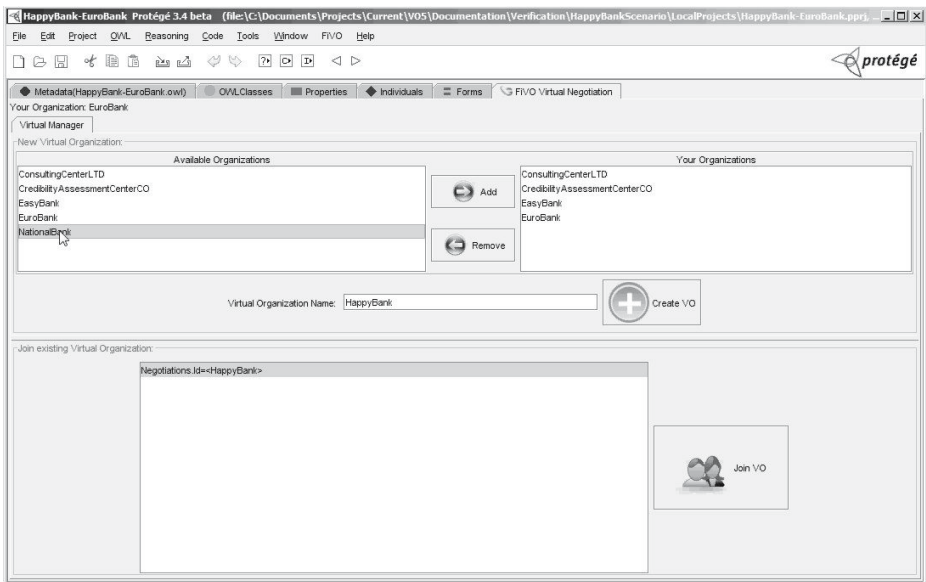 HappyBank-EuroBank Protégé 3.4 beta (file:\C:\Documents\Projects\Current\VO5\Documentation\Verification\HappyBankScenario\LocalProjects\HappyBank-EuroBank.pprj, ...
File Edit Project OWL Reasoning Code Tools Window FiVO Help
protégé
Metadata(HappyBank-EuroBank.owl) OWLClasses Properties Individuals Forms FiVO Virtual Negotiation
Your Organization: EuroBank
Virtual Manager
New Virtual Organization:
Available Organizations Your Organizations
ConsultingCenterLTD ConsultingCenterLTD
CredibilityAssessmentCenterCO Add CredibilityAssessmentCenterCO
EasyBank EasyBank
EuroBank EuroBank
NationalBank
Remove
Virtual Organization Name: HappyBank Create VO
Join existing Virtual Organization:
Negotiations.Id=<HappyBank>
Join VO